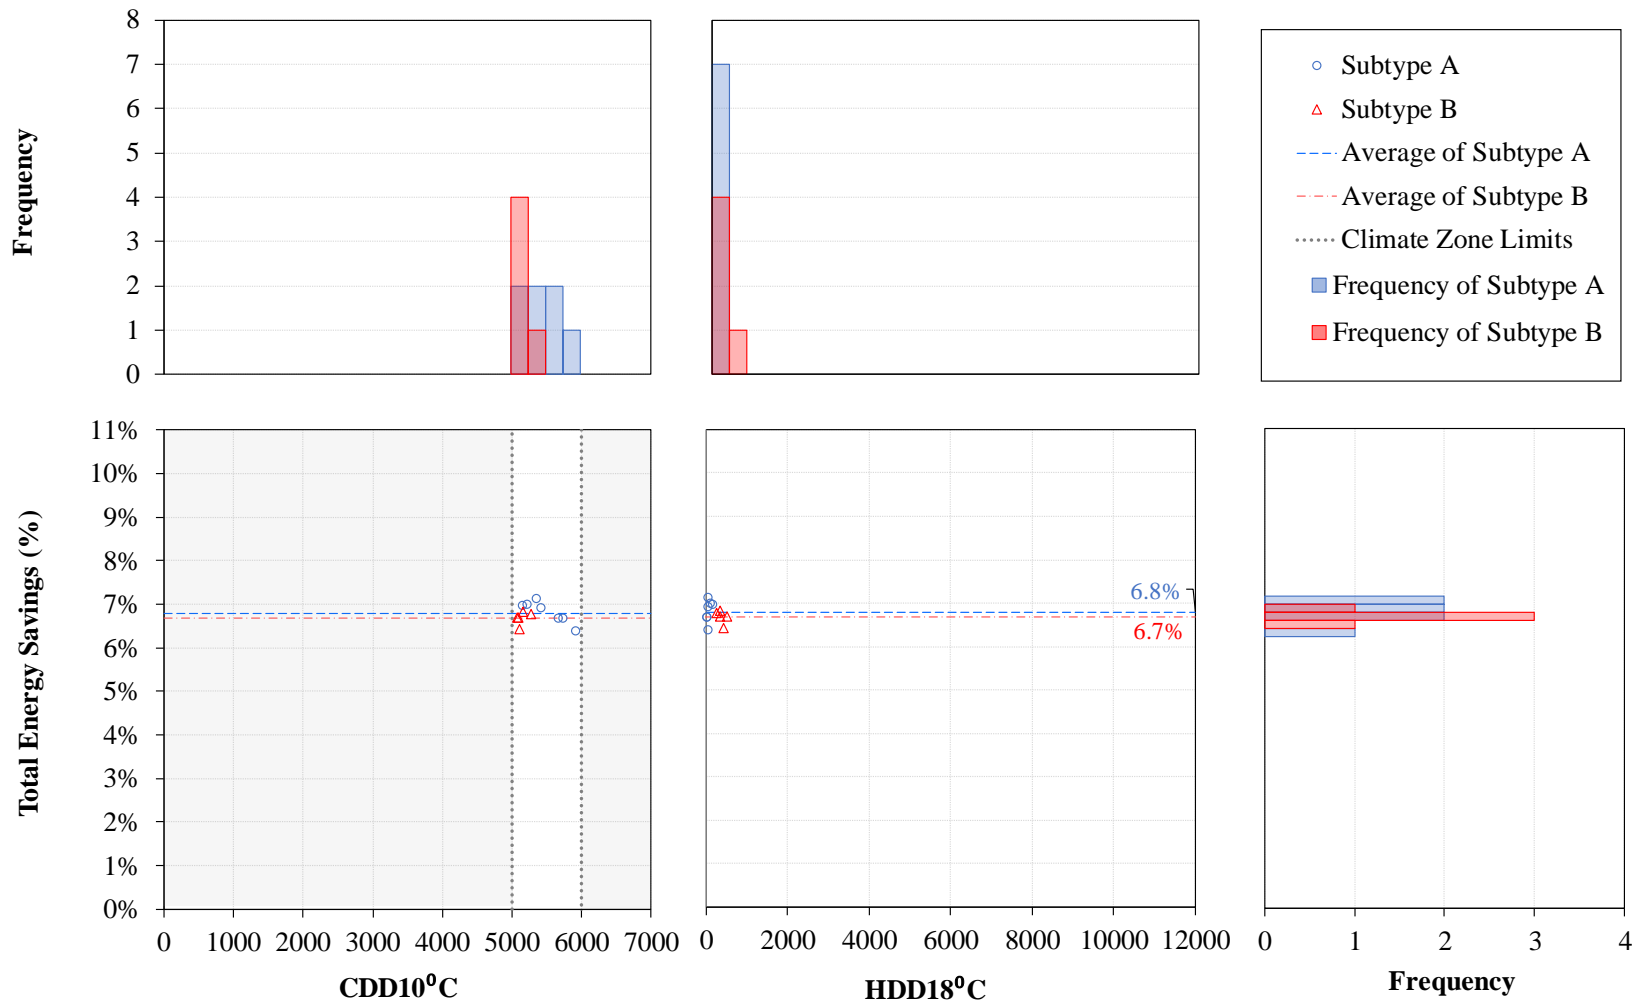 Frequency
8
7
6
5
4
3
2
1
0
Subtype A
Subtype B
Average of Subtype A
Average of Subtype B
Climate Zone Limits
Frequency of Subtype A
Frequency of Subtype B
Total Energy Savings (%)
11%
10%
9%
8%
7%
6%
5%
4%
3%
2%
1%
0%
0 1000 2000 3000 4000 5000 6000 7000
CDD10⁰C
6.8%
6.7%
0 2000 4000 6000 8000 10000 12000
HDD18⁰C
0 1 2 3 4
Frequency